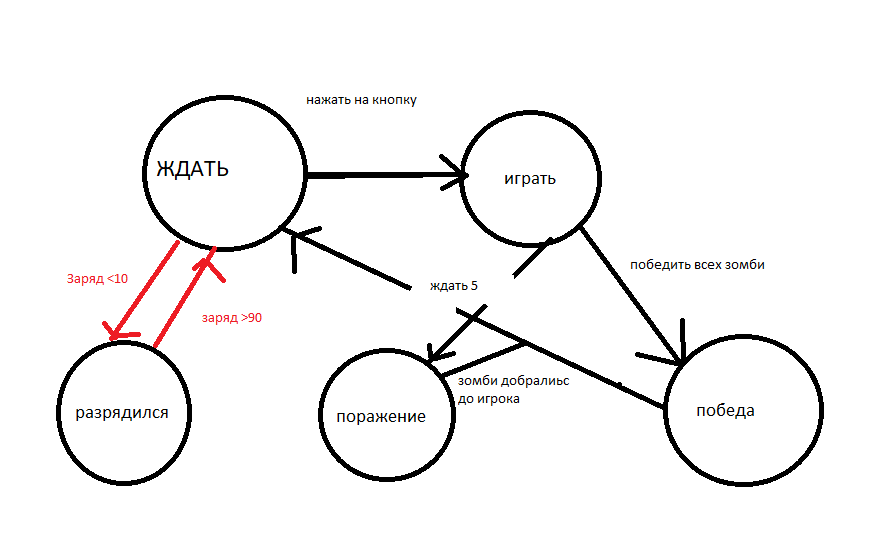 нажать на кнопку
ЖДАТЬ
играть
победить всех зомби
Заряд <10
ждать 5
заряд >90
зомби добралиьс
до игрока
разрядился
поражение
победа